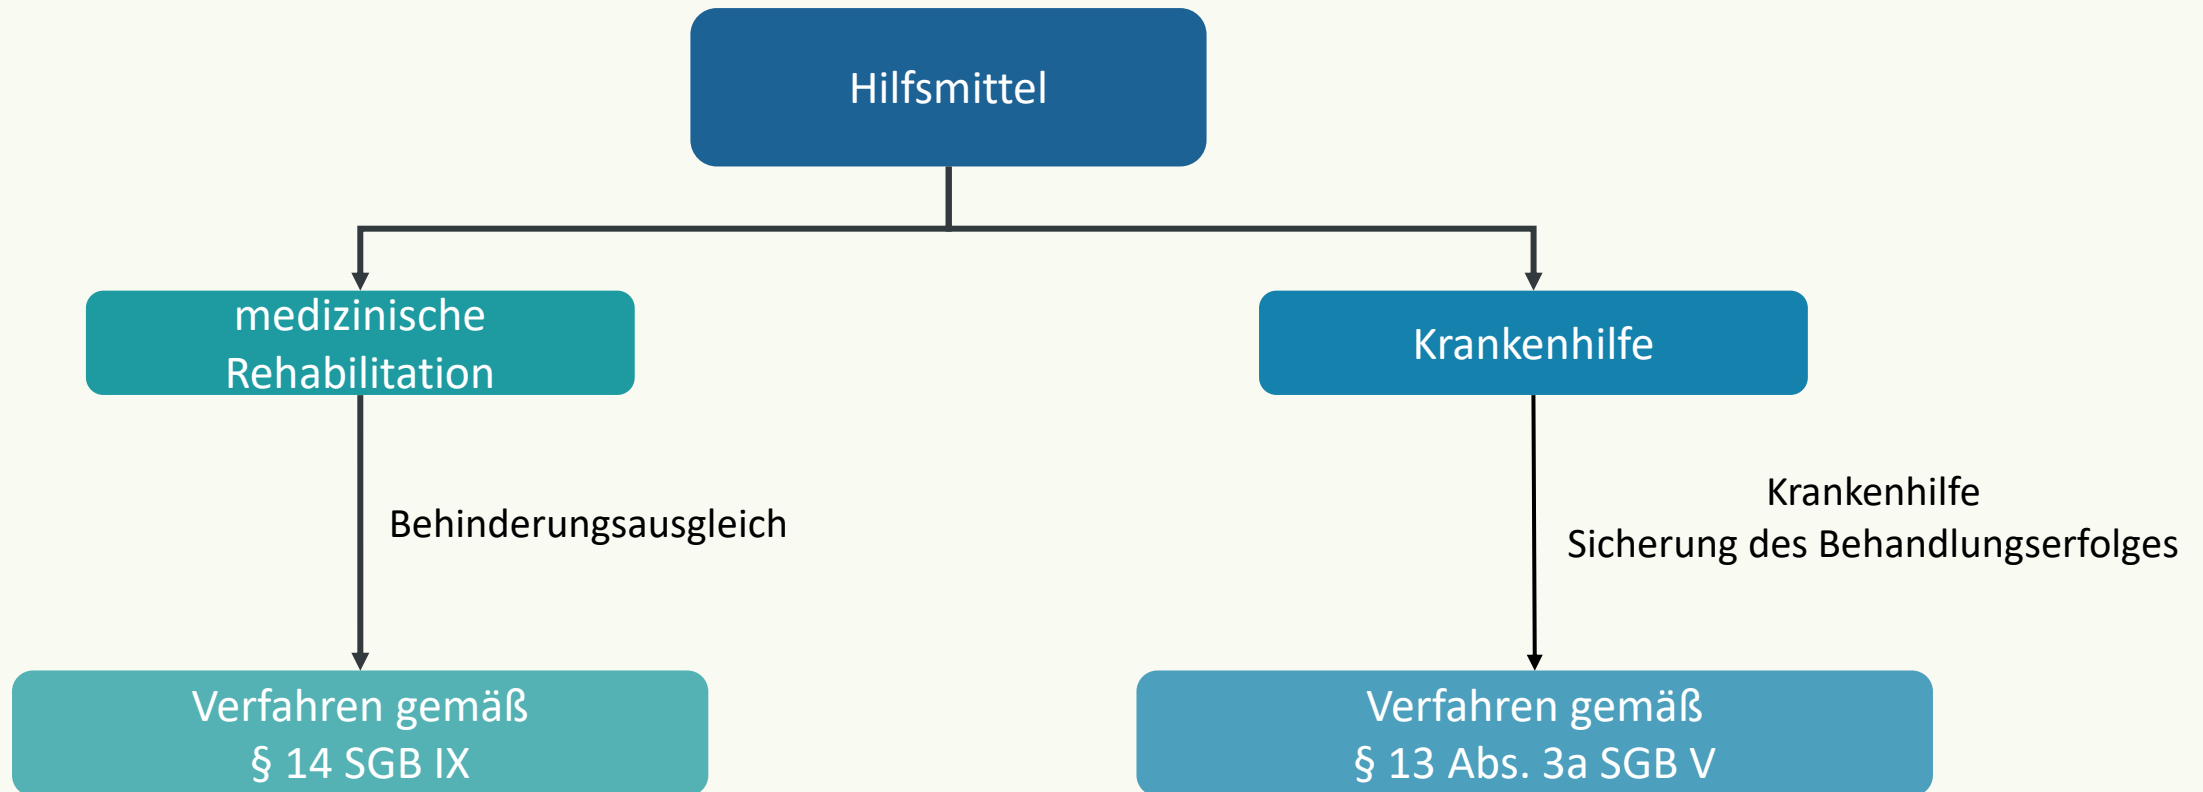 Hilfsmittel
medizinische
Rehabilitation
Krankenhilfe
Behinderungsausgleich
Krankenhilfe
Sicherung des Behandlungserfolges
Verfahren gemäß
§ 14 SGB IX
Verfahren gemäß
§ 13 Abs. 3a SGB V